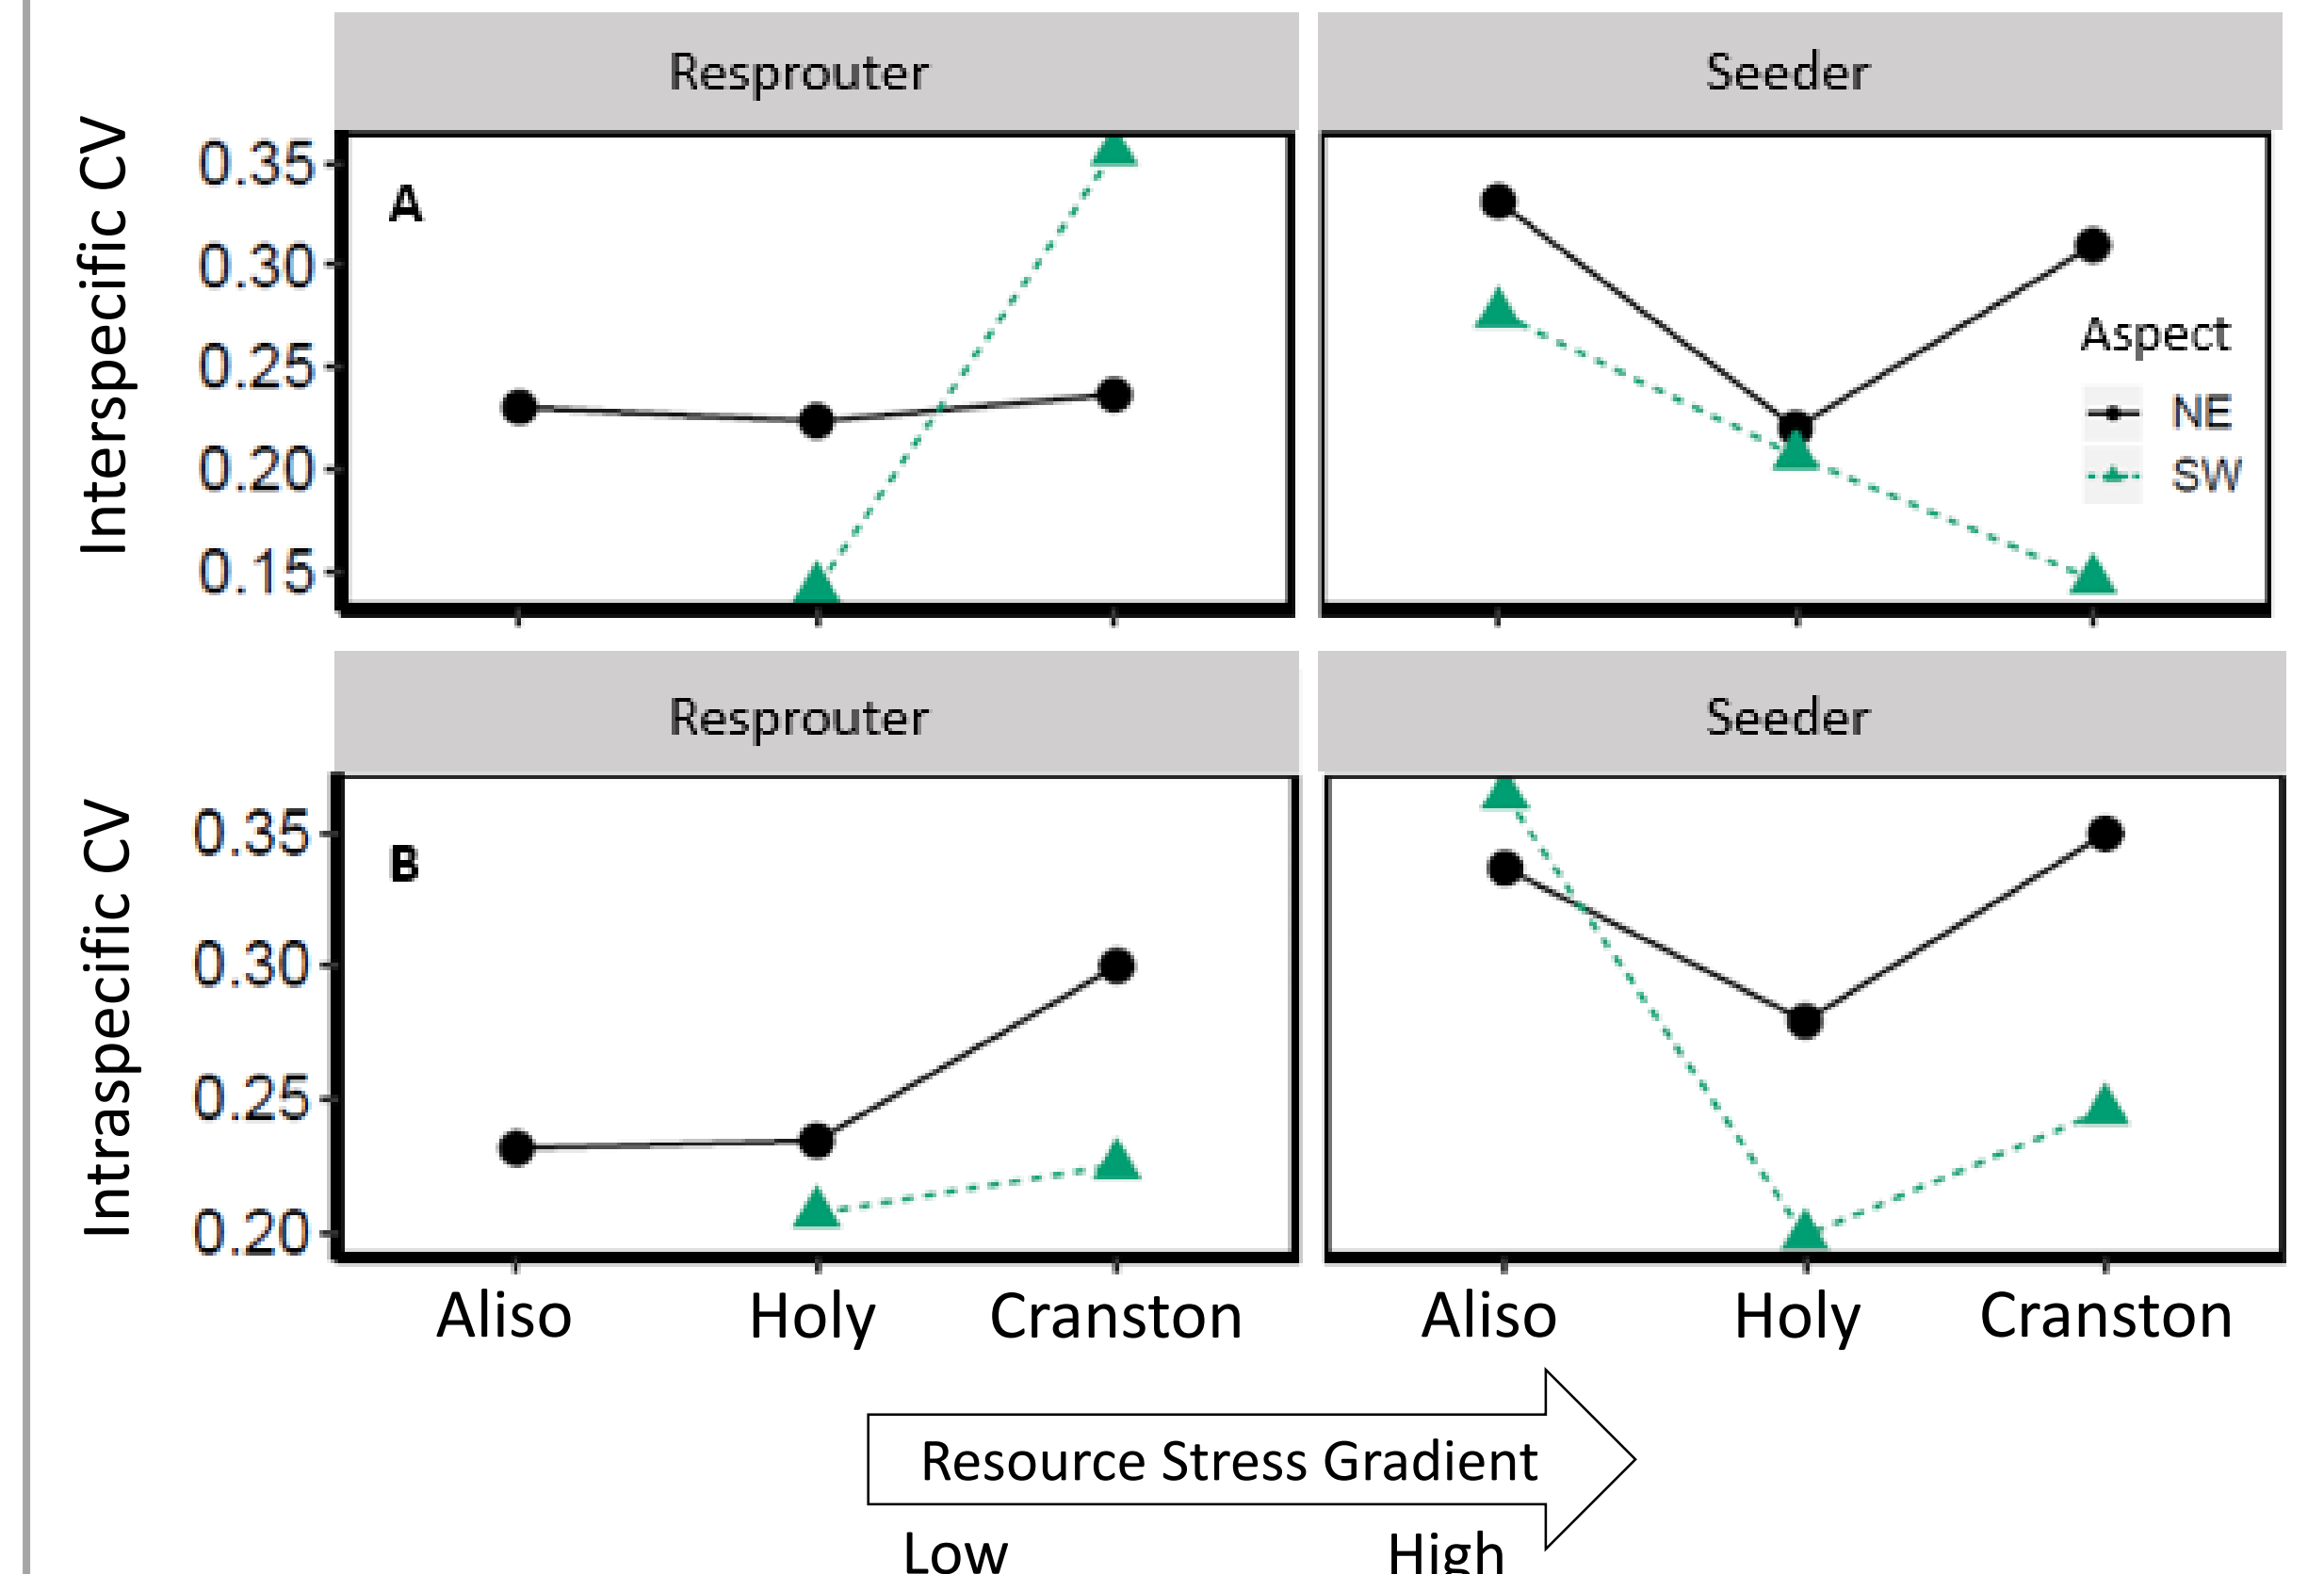 Resprouter
Seeder
Interspecific CV
0.35
0.30
0.25
0.20
0.15
A
Aspect
NE
SW
Resprouter
Seeder
Intraspecific CV
0.35
0.30
0.25
0.20
B
Aliso
Holy
Cranston
Aliso
Holy
Cranston
Resource Stress Gradient
Low
High